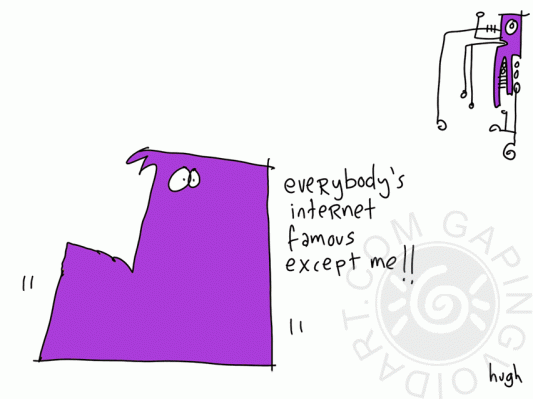 everybody's
internet
famous
except me!!
GAPINGVOIDART.COM
hugh